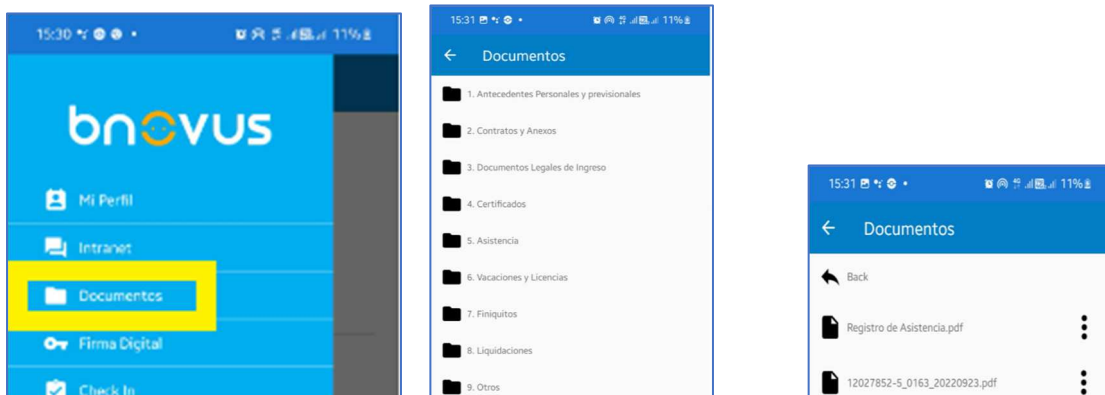 15:30
11%
bnovus
Mi Perfil
Intranet
Documentos
Firma Digital
Check In
15:31
11%
Documentos
1. Antecedentes Personales y previsionales
2. Contratos y Anexos
3. Documentos Legales de Ingreso
4. Certificados
5. Asistencia
6. Vacaciones y Licencias
7. Finiquitos
8. Liquidaciones
9. Otros
15:31
11%
Documentos
Back
Registro de Asistencia.pdf
12027852-5_0163_20220923.pdf